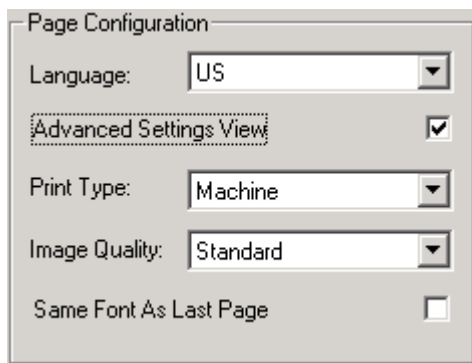 Page Configuration
Language: US
Advanced Settings View
Print Type: Machine
Image Quality: Standard
Same Font As Last Page